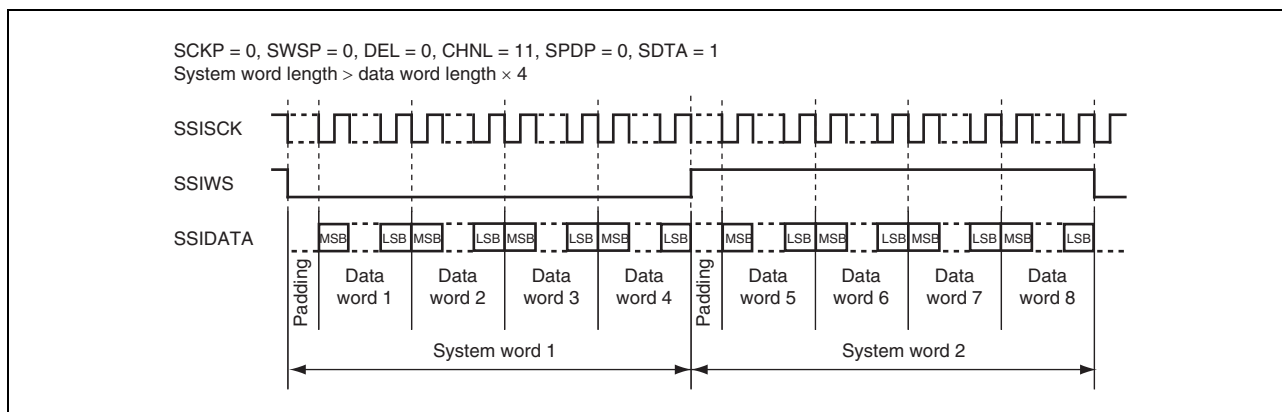 SCKP = 0, SWSP = 0, DEL = 0, CHNL = 11, SPDP = 0, SDTA = 1
System word length > data word length × 4
SSISCK
SSIWS
SSIDATA
MSB LSB MSB LSB MSB LSB MSB LSB MSB LSB MSB LSB MSB LSB MSB LSB
Padding
Data word 1
Data word 2
Data word 3
Data word 4
Padding
Data word 5
Data word 6
Data word 7
Data word 8
System word 1
System word 2